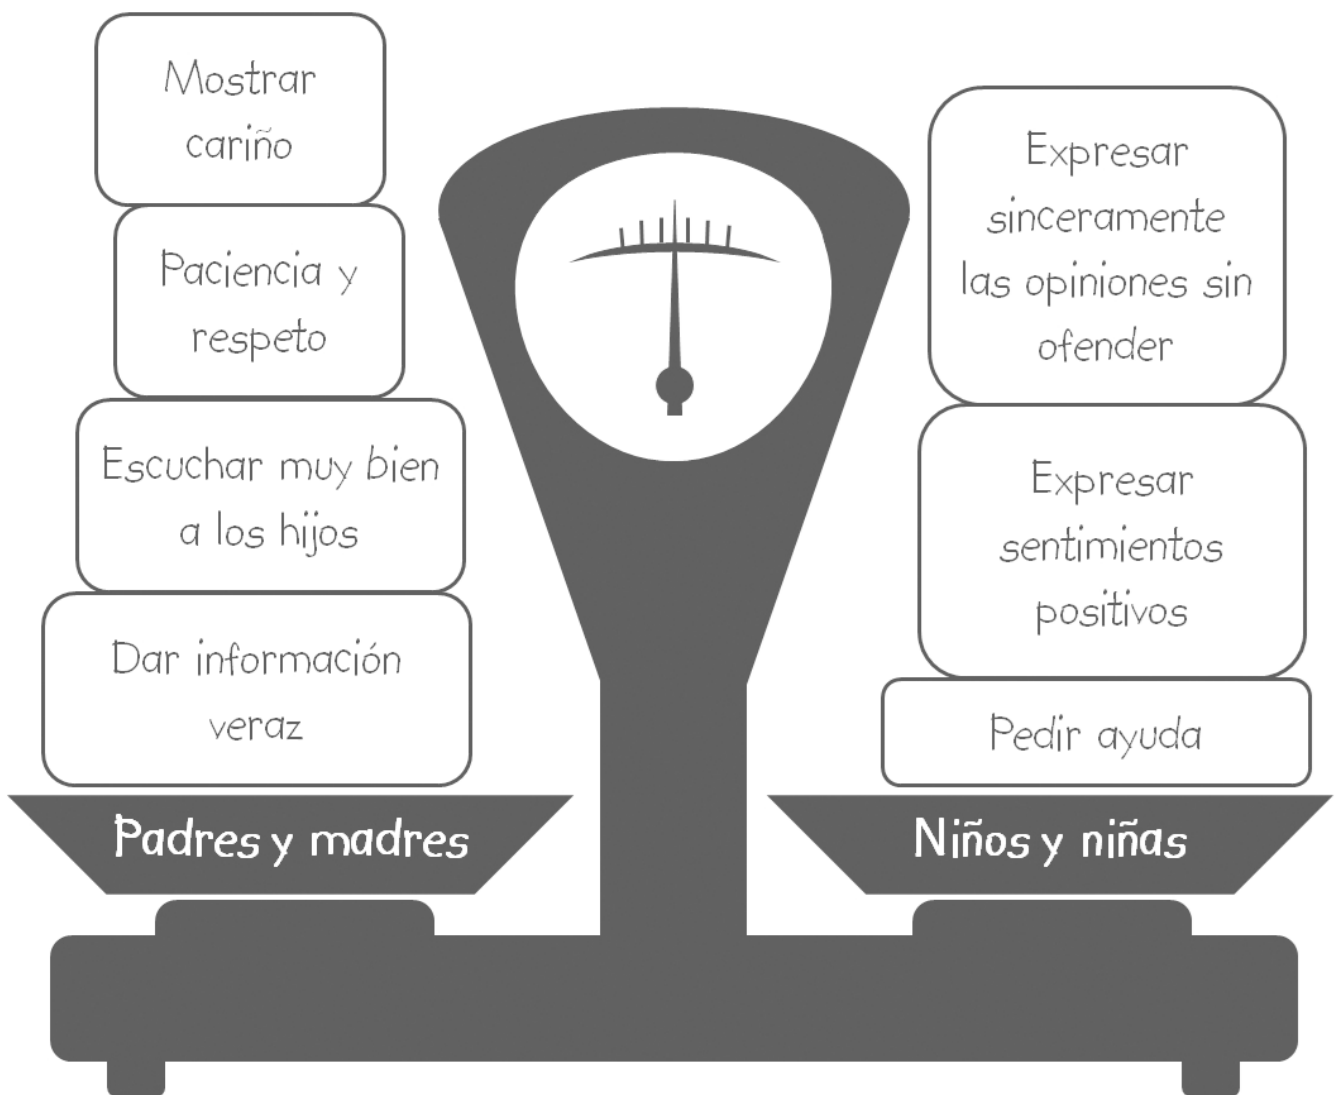 Mostrar
cariño
Paciencia y
respeto
Escuchar muy bien
a los hijos
Dar información
veraz
Padres y madres
Expresar
sinceramente
las opiniones sin
ofender
Expresar
sentimientos
positivos
Pedir ayuda
Niños y niñas